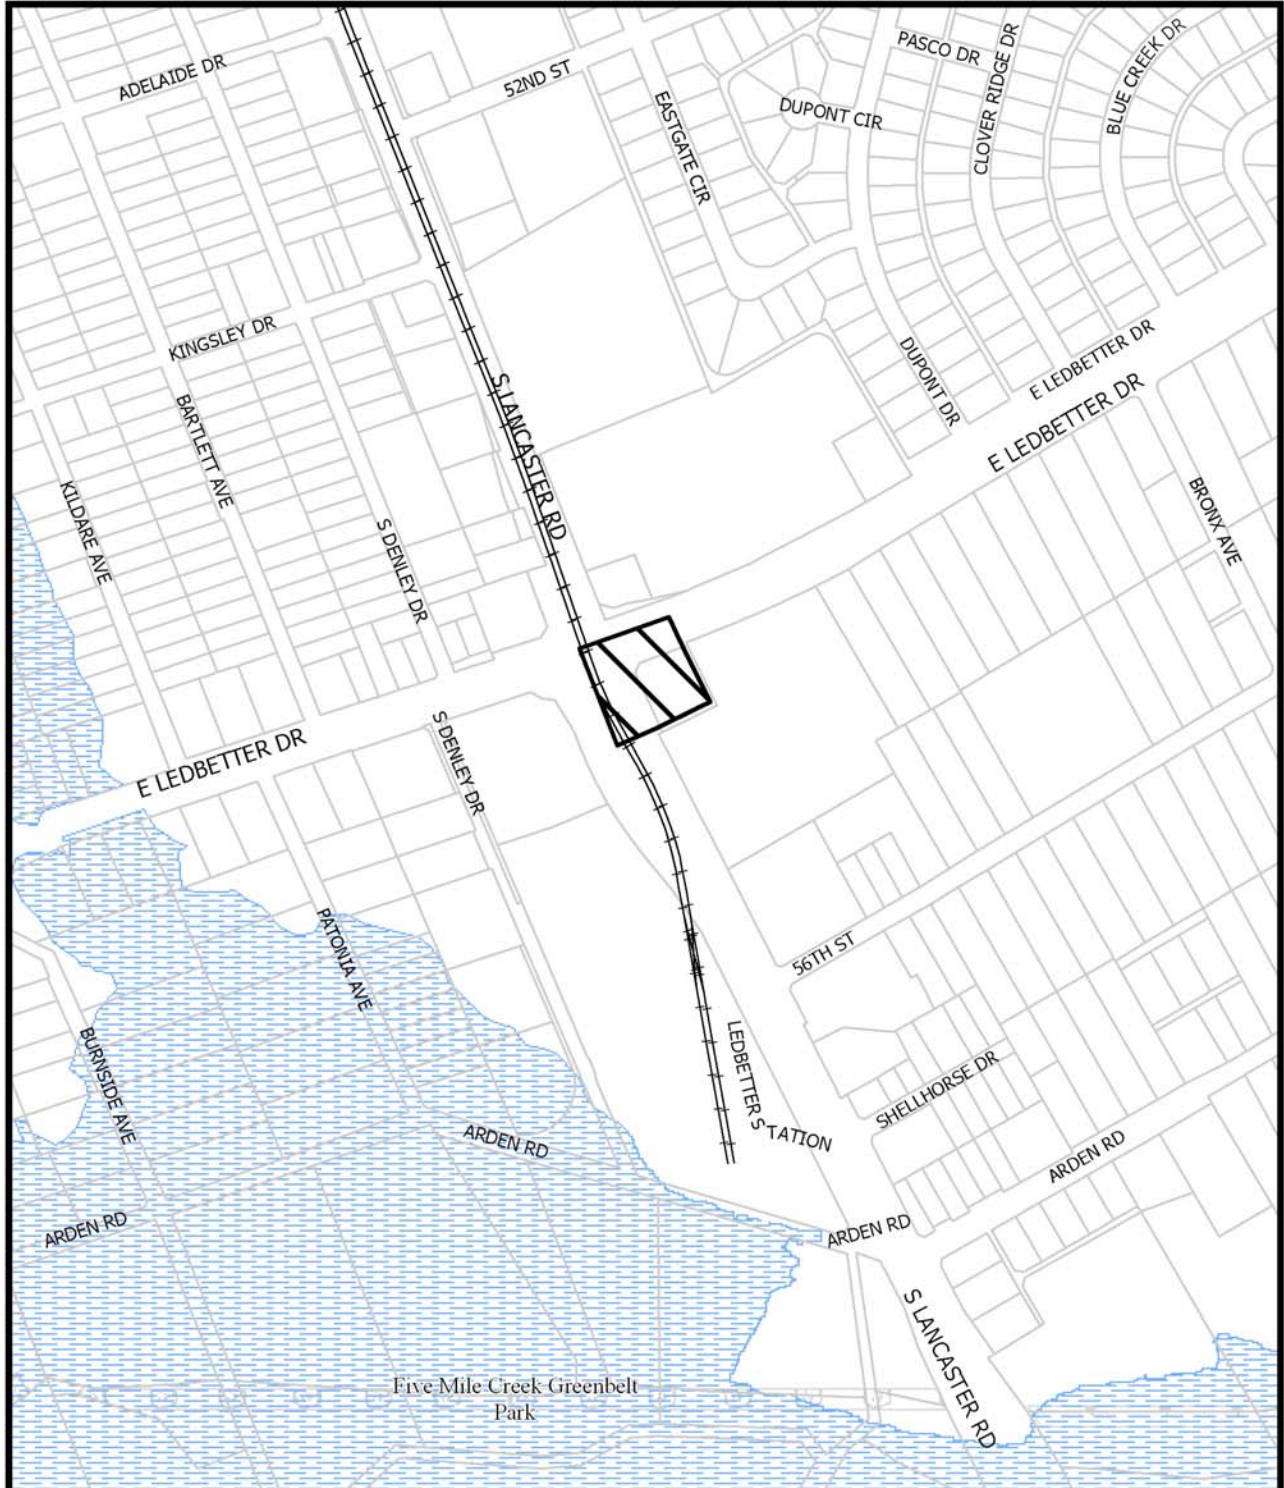 ADELAIDE DR
52ND ST
PASCO DR
CLOVER RIDGE DR
BLUE CREEK DR
EASTGATE CIR
DUPONT CIR
KINGSLEY DR
S LANCASTER RD
DUPONT DR
E LEDBETTER DR
E LEDBETTER DR
BARTLETT AVE
KILDARE AVE
S DENLEY DR
BRONX AVE
E LEDBETTER DR
S DENLEY DR
PATONIA AVE
56TH ST
BURNSIDE AVE
LEDBETTER STATION
SHELLHORSE DR
ARDEN RD
ARDEN RD
ARDEN RD
ARDEN RD
S LANCASTER RD
Five Mile Creek Greenbelt
Park